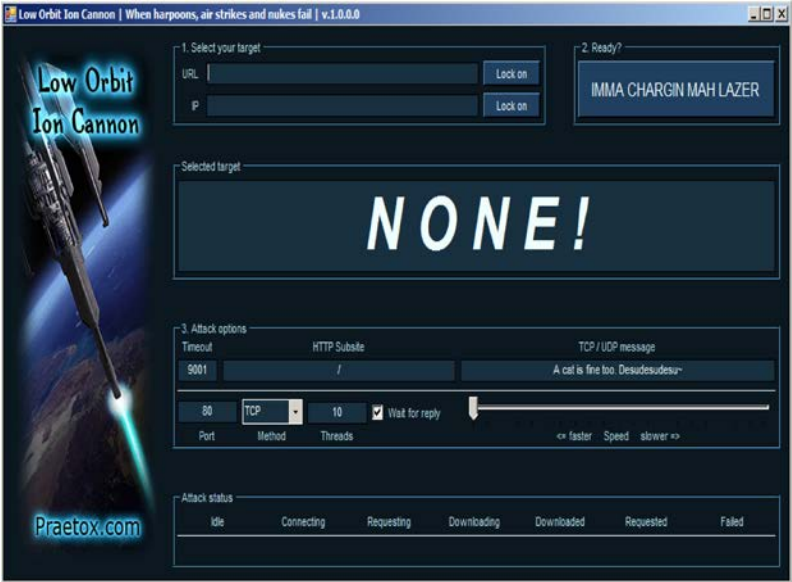 Low Orbit Ion Cannon | When harpoons, air strikes and nukes fail | v.1.0.0.0
Low Orbit
Ion Cannon
1. Select your target
URL
Lock on
IP
Lock on
2. Ready?
IMMA CHARGIN MAH LAZER
Selected target
NONE!
3. Attack options
Timeout
HTTP Subsite
TCP / UDP message
9001
/
A cat is fine too. Desudesudesu~
80
TCP
10
Wait for reply
Port
Method
Threads
<= faster Speed slower =>
Attack status
Idle
Connecting
Requesting
Downloading
Downloaded
Requested
Failed
Praetox.com